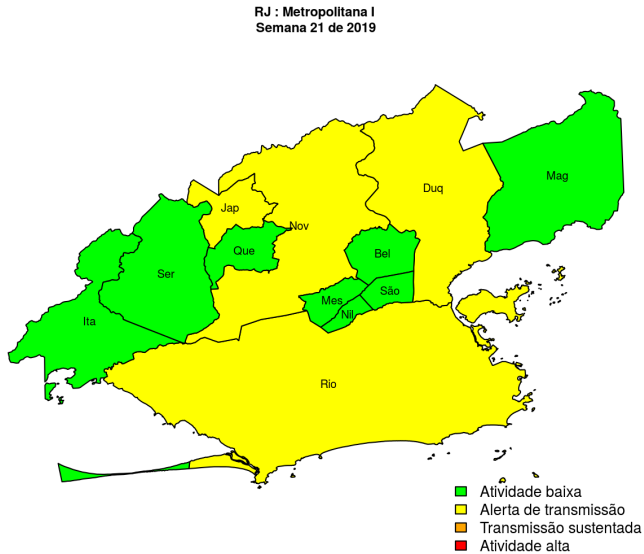 RJ : Metropolitana I
Semana 21 de 2019
Mag
Duq
Jap
Nov
Que
Bel
Ser
São
Mes
Nil
Ita
Rio
Atividade baixa
Alerta de transmissão
Transmissão sustentada
Atividade alta